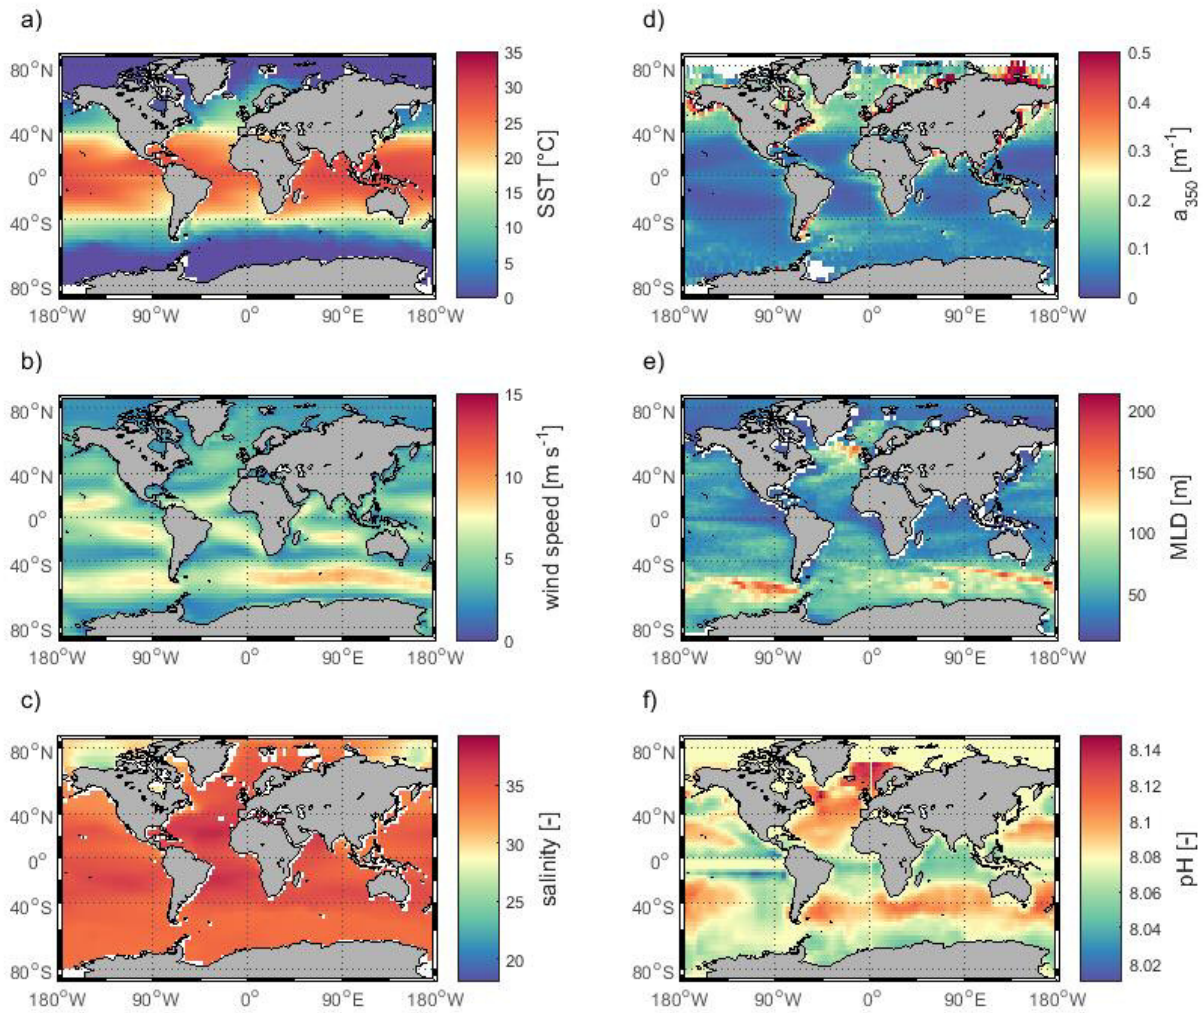 a)
80°N
40°N
0°
40°S
80°S
180°W 90°W 0° 90°E 180°W
35
30
25
20
15
10
5
0
SST [°C]
d)
80°N
40°N
0°
40°S
80°S
180°W 90°W 0° 90°E 180°W
0.5
0.4
0.3
0.2
0.1
0
a350 [m-1]
b)
80°N
40°N
0°
40°S
80°S
180°W 90°W 0° 90°E 180°W
15
10
5
0
wind speed [m s-1]
e)
80°N
40°N
0°
40°S
80°S
180°W 90°W 0° 90°E 180°W
200
150
100
50
MLD [m]
c)
80°N
40°N
0°
40°S
80°S
180°W 90°W 0° 90°E 180°W
35
30
25
20
salinity [-]
f)
80°N
40°N
0°
40°S
80°S
180°W 90°W 0° 90°E 180°W
8.14
8.12
8.1
8.08
8.06
8.04
8.02
pH [-]